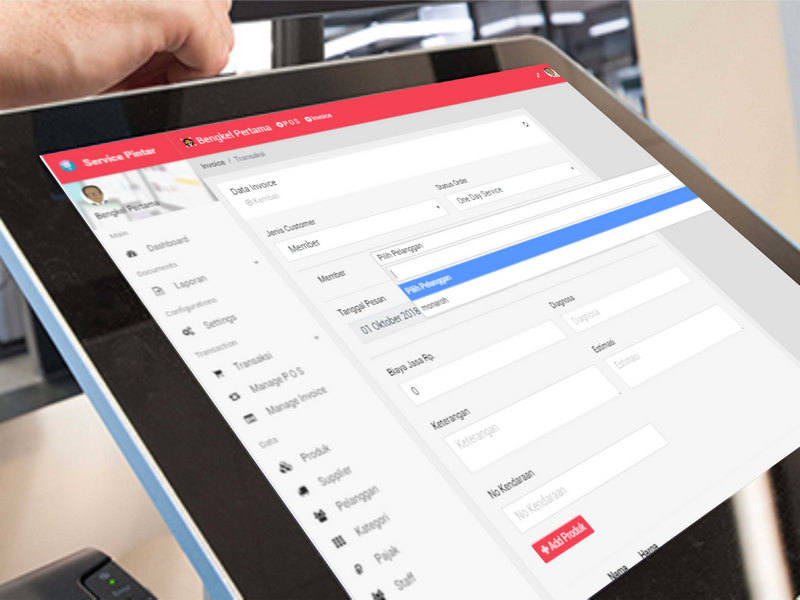 Service Pintar
Bengkel Pertama
P O S
Invoice
Bengkel Pertama
Main
Dashboard
Documents
Laporan
Configurations
Settings
Transaction
Transaksi
Manage P O S
Manage Invoice
Data
Produk
Supplier
Pelanggan
Kategori
Pajak
Staff
Invoice / Transaksi
Data Invoice
Kembali
Jenis Customer
Member
Status Order
One Day Service
Member
Pilih Pelanggan
Pilih Pelanggan
monaroh
Tanggal Pesan
01 Oktober 2018
Diagnosa
Diagnosa
Biaya Jasa Rp.
0
Estimasi
Estimasi
Keterangan
Keterangan
No Kendaraan
No Kendaraan
+ Add Produk
Nama
Harga